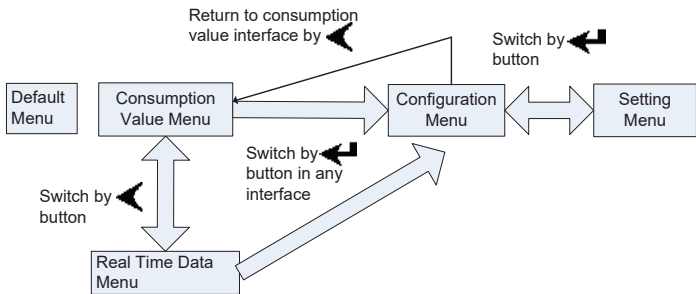 Return to consumption
value interface by
Switch by
button
Default
Menu
Consumption
Value Menu
Configuration
Menu
Setting
Menu
Switch by
button in any
interface
Switch by
button
Real Time Data
Menu